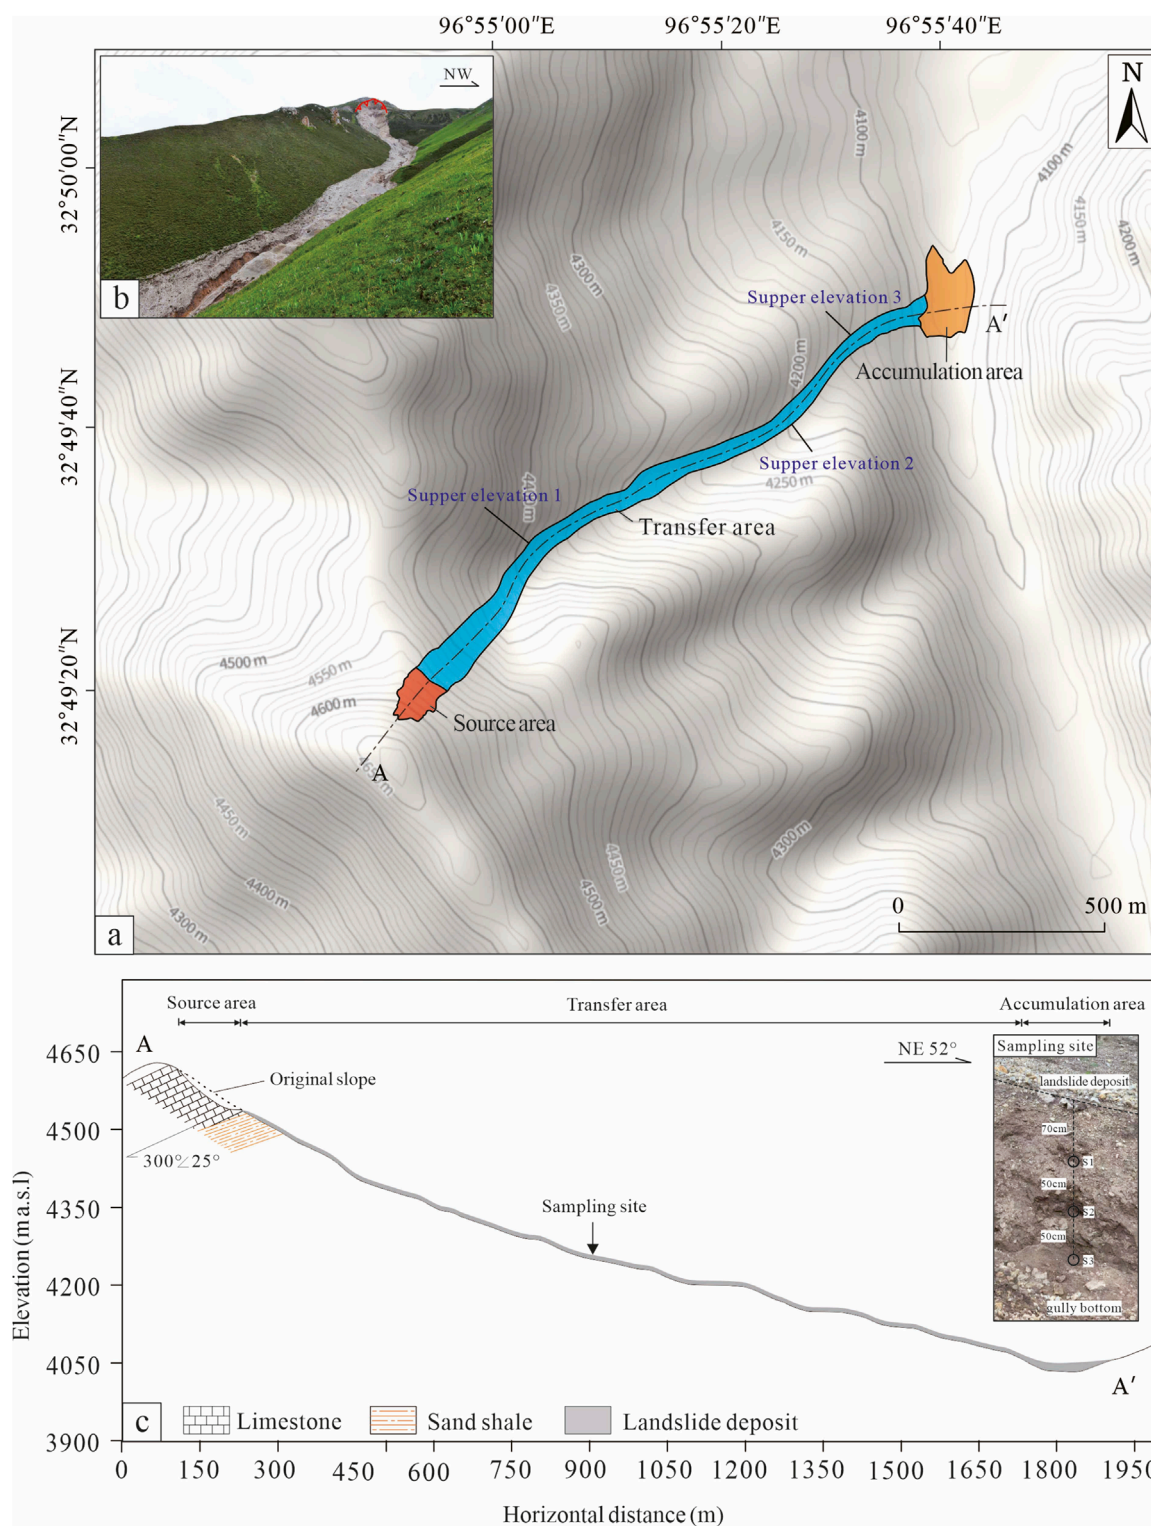 96°55′00″E
96°55′20″E
96°55′40″E
NW
N
4100 m
4100 m
32°50′00″N
4150 m
4200 m
4150 m
4300 m
b
4350 m
Supper elevation 3
A′
4200 m
Accumulation area
32°49′40″N
Supper elevation 2
4250 m
Supper elevation 1
Transfer area
32°49′20″N
4500 m
4550 m
4600 m
Source area
A
4450 m
4300 m
4450 m
4400 m
4500 m
4300 m
0
500 m
a
Source area
Transfer area
Accumulation area
A
NE 52°
Sampling site
4650
Original slope
landslide deposit
70cm
4500
300°∠25°
S1
50cm
4350
Sampling site
S2
50cm
S3
4200
gully bottom
Elevation (m a.s.l)
4050
A′
c
Limestone
Sand shale
Landslide deposit
3900
0
150
300
450
600
750
900
1050
1200
1350
1500
1650
1800
1950
Horizontal distance (m)